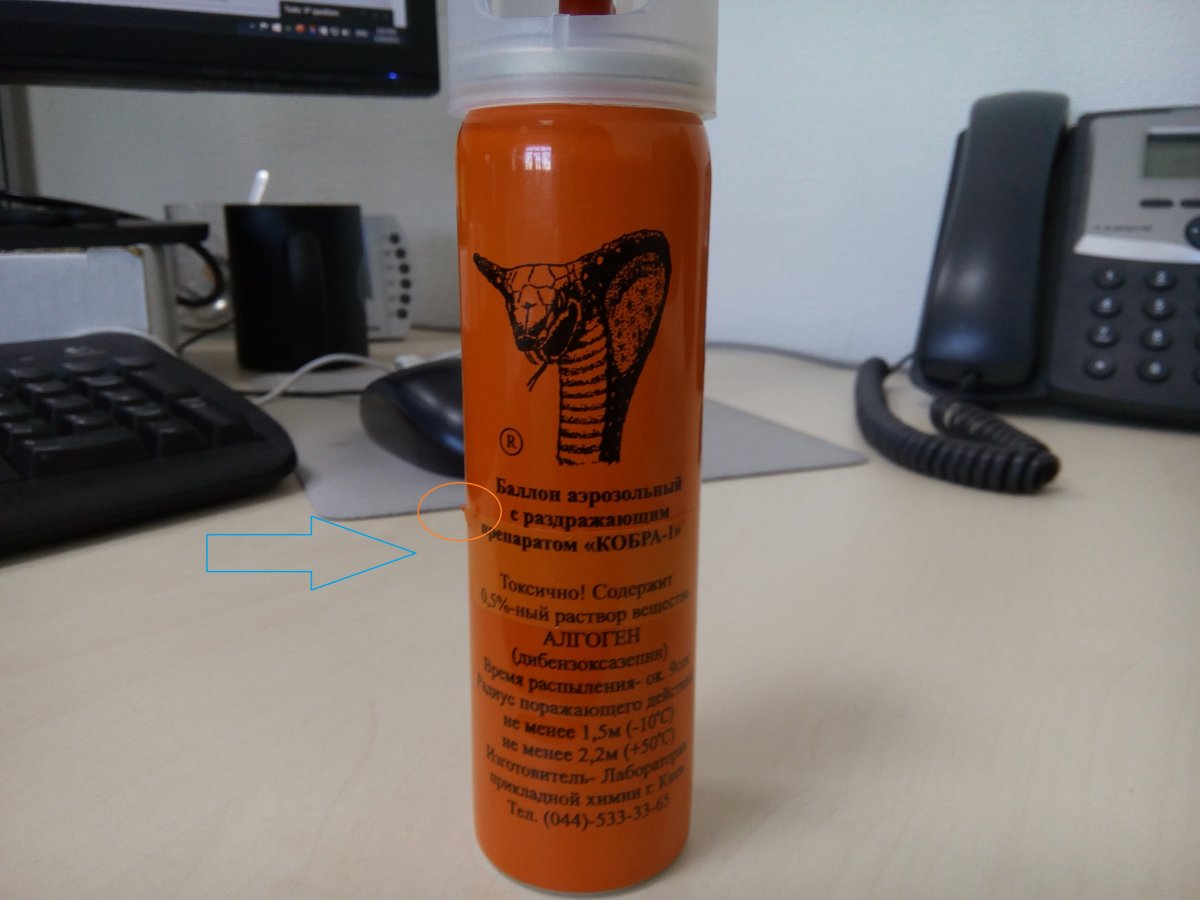 ®
Баллон аэрозольный
с раздражающим
препаратом «КОБРА-1»
Токсично! Содержит
0,5%-ный раствор вещества
АЛГОГЕН
(дибензоксазепин)
Время распыления- ок. 9сек.
Радиус поражающего действия
не менее 1,5м (-10°C)
не менее 2,2м (+50°C)
Изготовитель- Лаборатория
прикладной химии г. Киев
Тел. (044)-533-33-65